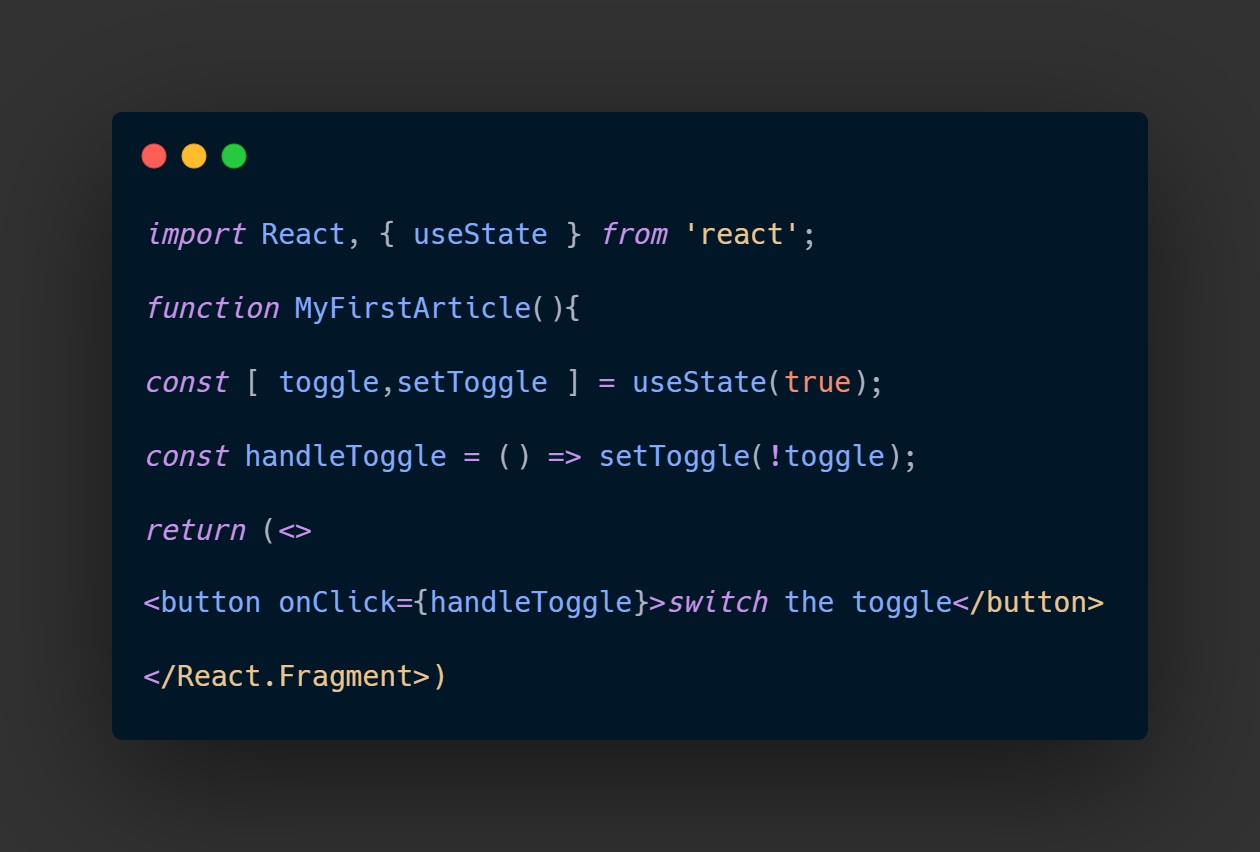 import React, { useState } from 'react';
function MyFirstArticle(){
const [ toggle,setToggle ] = useState(true);
const handleToggle = () => setToggle(!toggle);
return (<>
<button onClick={handleToggle}>switch the toggle</button>
</React.Fragment>)